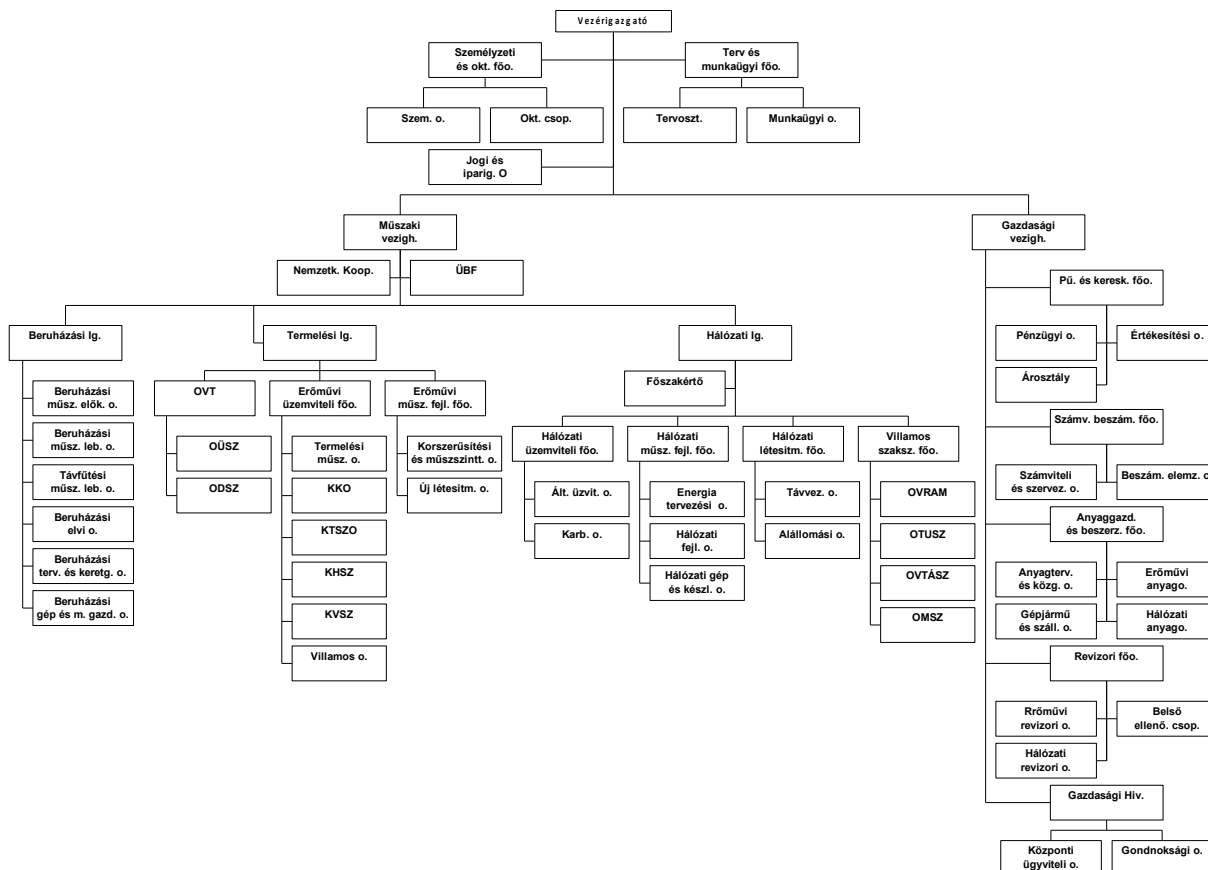 Vezérigazgató
Személyzeti
és okt. főo.
Terv és
munkaügyi főo.
Szem. o.
Okt. csop.
Tervoszt.
Munkaügyi o.
Jogi és
iparig. O
Műszaki
vezigh.
Gazdasági
vezigh.
Nemzetk. Koop.
ÜBF
Beruházási Ig.
Termelési Ig.
Hálózati Ig.
Beruházási
műsz. elők. o.
Beruházási
műsz. leb. o.
Távfűtési
műsz. leb. o.
Beruházási
elvi o.
Beruházási
terv. és keretg. o.
Beruházási
gép és m. gazd. o.
OVT
OÜSZ
ODSZ
Erőművi
üzemviteli főo.
Termelési
műsz. o.
KKO
KTSZO
KHSZ
KVSZ
Villamos o.
Erőművi
műsz. fejl. főo.
Korszerűsítési
és műszszintt. o.
Új létesitm. o.
Főszakértő
Hálózati
üzemviteli főo.
Ált. üzvit. o.
Karb. o.
Hálózati
műsz. fejl. főo.
Energia
tervezési o.
Hálózati
fejl. o.
Hálózati gép
és készl. o.
Hálózati
létesitm. főo.
Távvez. o.
Alállomási o.
Villamos
szaksz. főo.
OVRAM
OTUSZ
OVTÁSZ
OMSZ
Pű. és keresk. főo.
Pénzügyi o.
Értékesítési o.
Árosztály
Számv. beszám. főo.
Számviteli
és szervez. o.
Beszám. elemz. o.
Anyaggazd.
és beszerz. főo.
Anyagterv.
és közg. o.
Erőművi
anyago.
Gépjármű
és száll. o.
Hálózati
anyago.
Revizori főo.
Rrőművi
revizori o.
Belső
ellenő. csop.
Hálózati
revizori o.
Gazdasági Hiv.
Központi
ügyviteli o.
Gondnoksági o.